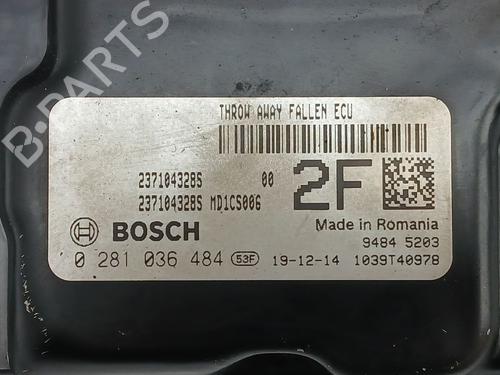 B-PARTS
THROW AWAY FALLEN ECU
237104328S 00
237104328S MD1CS006
2F
BOSCH
Made in Romania
9484 5203
0 281 036 484 53F 19-12-14 1039T40978